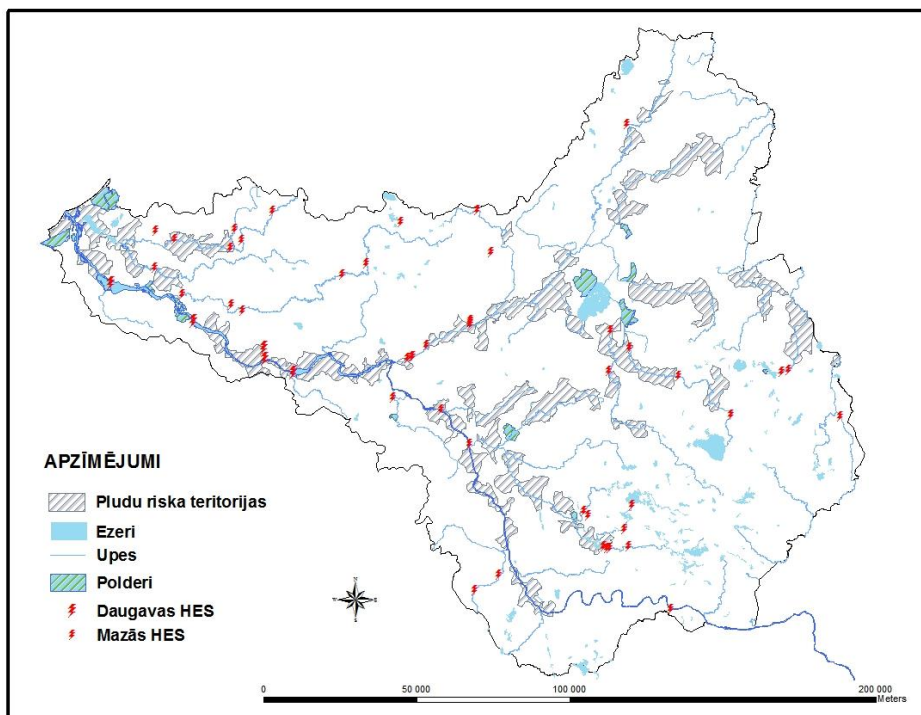 APZĪMĒJUMI
Pludu riska teritorijas
Ezeri
Upes
Polderi
Daugavas HES
Mazās HES
0 50 000 100 000 200 000
Meters